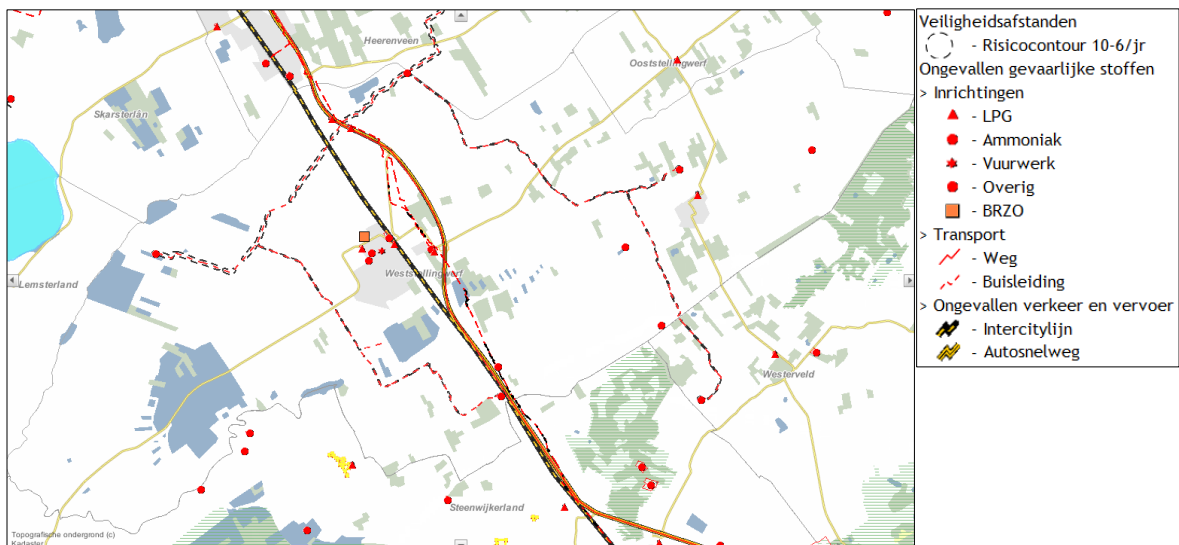 Heerenveen
Ooststellingwerf
Skarsterlân
Lemsterland
Weststellingwerf
Westerveld
Steenwijkerland
Topografische ondergrond (c)
Kadaster
Veiligheidsafstanden
- Risicocontour 10-6/jr
Ongevallen gevaarlijke stoffen
> Inrichtingen
- LPG
- Ammoniak
- Vuurwerk
- Overig
- BRZO
> Transport
- Weg
- Buisleiding
> Ongevallen verkeer en vervoer
- Intercitylijn
- Autosnelweg